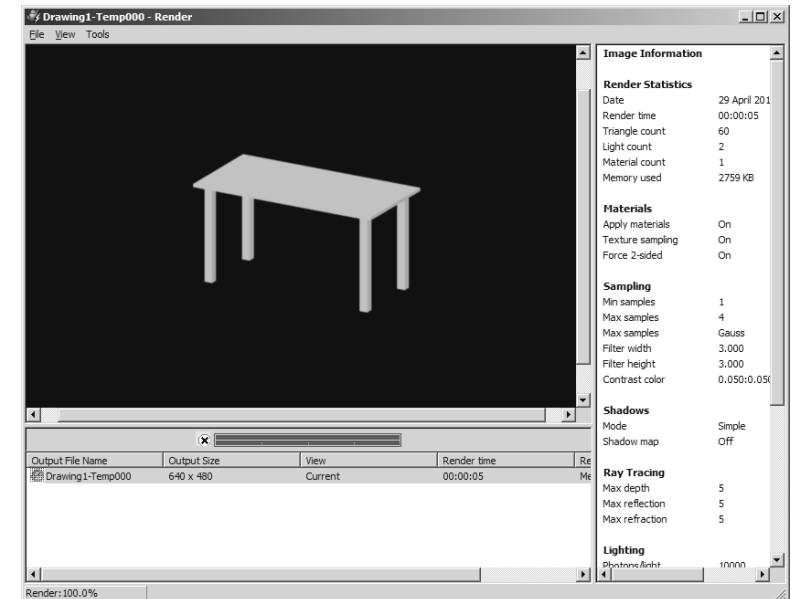 Drawing1-Temp000 - Render
File View Tools
Image Information
Render Statistics
Date 29 April 201
Render time 00:00:05
Triangle count 60
Light count 2
Material count 1
Memory used 2759 KB
Materials
Apply materials On
Texture sampling On
Force 2-sided On
Sampling
Min samples 1
Max samples 4
Max samples Gauss
Filter width 3.000
Filter height 3.000
Contrast color 0.050:0.050
Shadows
Mode Simple
Shadow map Off
Ray Tracing
Max depth 5
Max reflection 5
Max refraction 5
Lighting
Photons/light 10000
Output File Name Output Size View Render time Re
Drawing1-Temp000 640 x 480 Current 00:00:05 Me
Render:100.0%